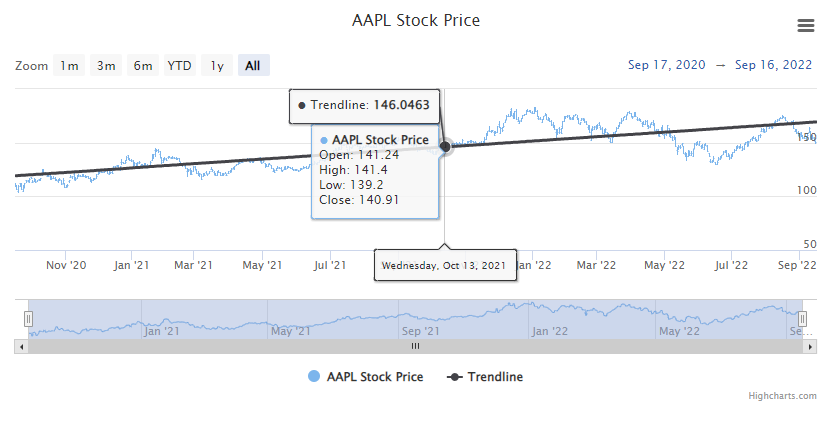 AAPL Stock Price
Zoom 1m 3m 6m YTD 1y All Sep 17, 2020 → Sep 16, 2022
● Trendline: 146.0463
● AAPL Stock Price
Open: 141.24
High: 141.4
Low: 139.2
Close: 140.91
150
100
50
Nov '20 Jan '21 Mar '21 May '21 Jul '21 Jan '22 Mar '22 May '22 Jul '22 Sep '22
Wednesday, Oct 13, 2021
Jan '21 May '21 Sep '21 Jan '22 May '22 Se...
AAPL Stock Price Trendline
Highcharts.com